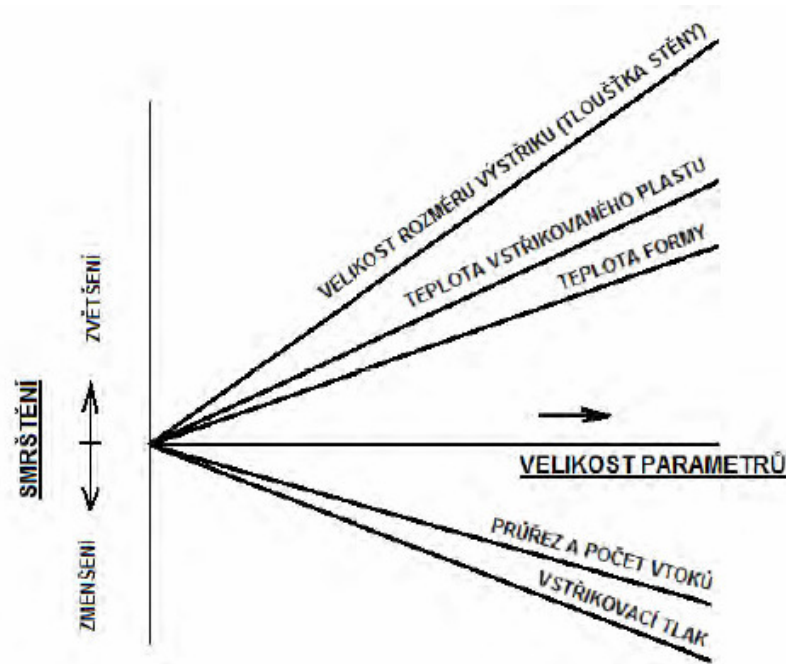 VELIKOST ROZMĚRU VÝSTŘIKU (TLOUŠŤKA STĚNY)
TEPLOTA VSTŘIKOVANÉHO PLASTU
TEPLOTA FORMY
ZVĚTŠENÍ
SMRŠTĚNÍ
ZMENŠENÍ
VELIKOST PARAMETRŮ
PRŮŘEZ A POČET VTOKŮ
VSTŘIKOVACÍ TLAK